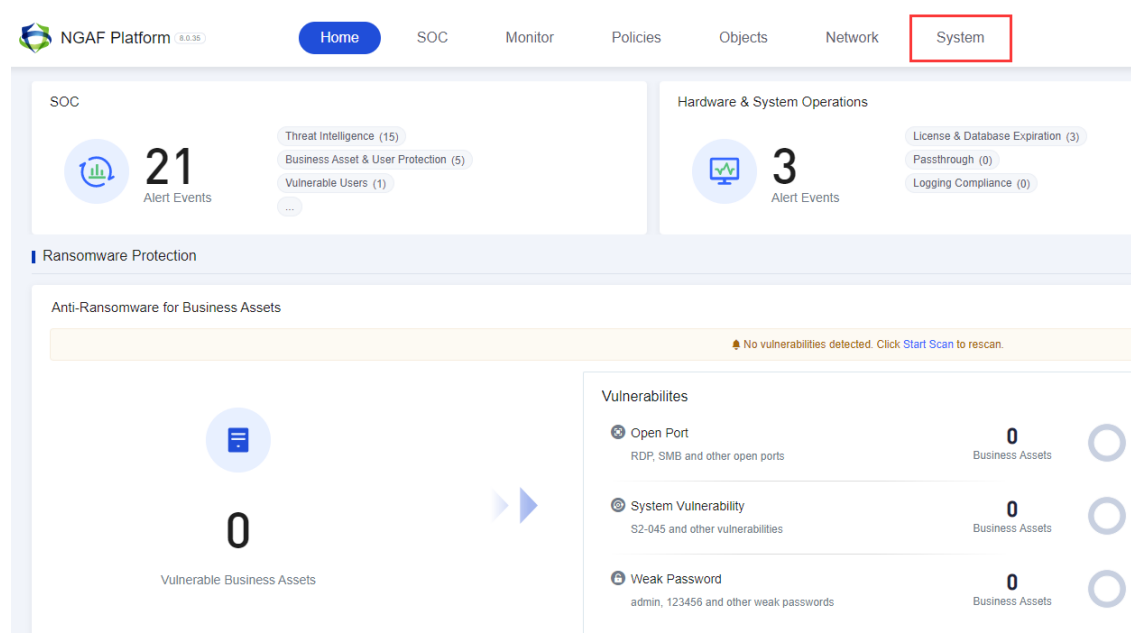 NGAF Platform 8.0.35 Home SOC Monitor Policies Objects Network System
SOC
21
Alert Events
Threat Intelligence (15)
Business Asset & User Protection (5)
Vulnerable Users (1)
...
Hardware & System Operations
3
Alert Events
License & Database Expiration (3)
Passthrough (0)
Logging Compliance (0)
Ransomware Protection
Anti-Ransomware for Business Assets
No vulnerabilities detected. Click Start Scan to rescan.
0
Vulnerable Business Assets
Vulnerabilites
Open Port
RDP, SMB and other open ports
0
Business Assets
System Vulnerability
S2-045 and other vulnerabilities
0
Business Assets
Weak Password
admin, 123456 and other weak passwords
0
Business Assets